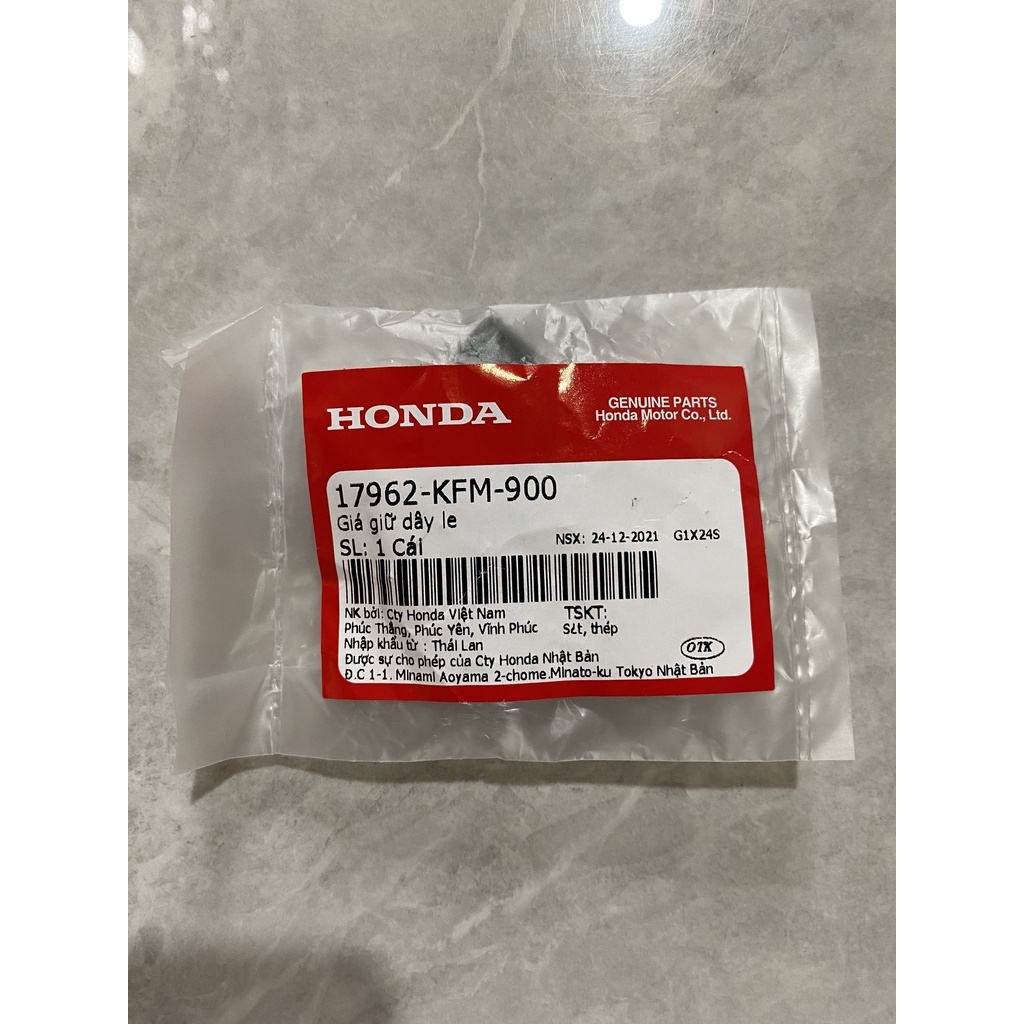 HONDA
GENUINE PARTS
Honda Motor Co., Ltd.
17962-KFM-900
Giá giữ dây le
SL: 1 Cái
NSX: 24-12-2021 G1X24S
NK bởi: Cty Honda Việt Nam
TSKT:
Phúc Thắng, Phúc Yên, Vĩnh Phúc
Sắt, thép
Nhập khẩu từ : Thái Lan
OTK
Được sự cho phép của Cty Honda Nhật Bản
Đ.C 1-1. Minami Aoyama 2-chome.Minato-ku Tokyo Nhật Bản